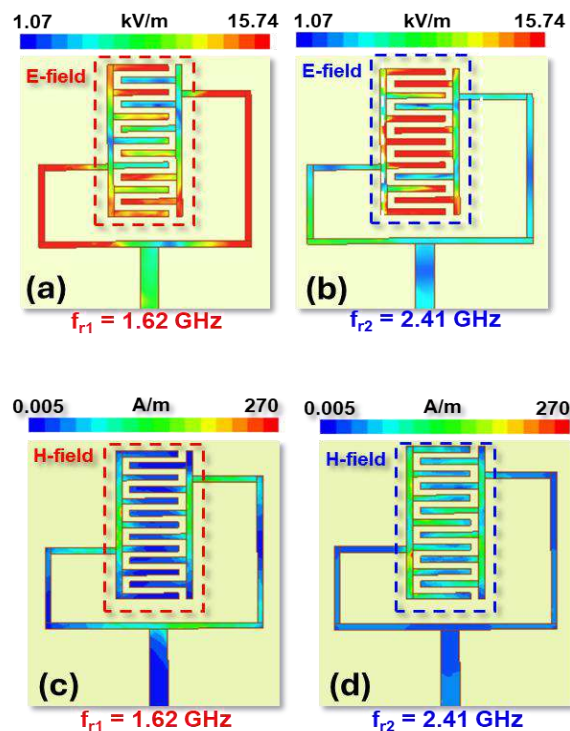 1.07 kV/m 15.74
1.07 kV/m 15.74
E-field
E-field
(a)
(b)
fr1 = 1.62 GHz
fr2 = 2.41 GHz
0.005 A/m 270
0.005 A/m 270
H-field
H-field
(c)
(d)
fr1 = 1.62 GHz
fr2 = 2.41 GHz